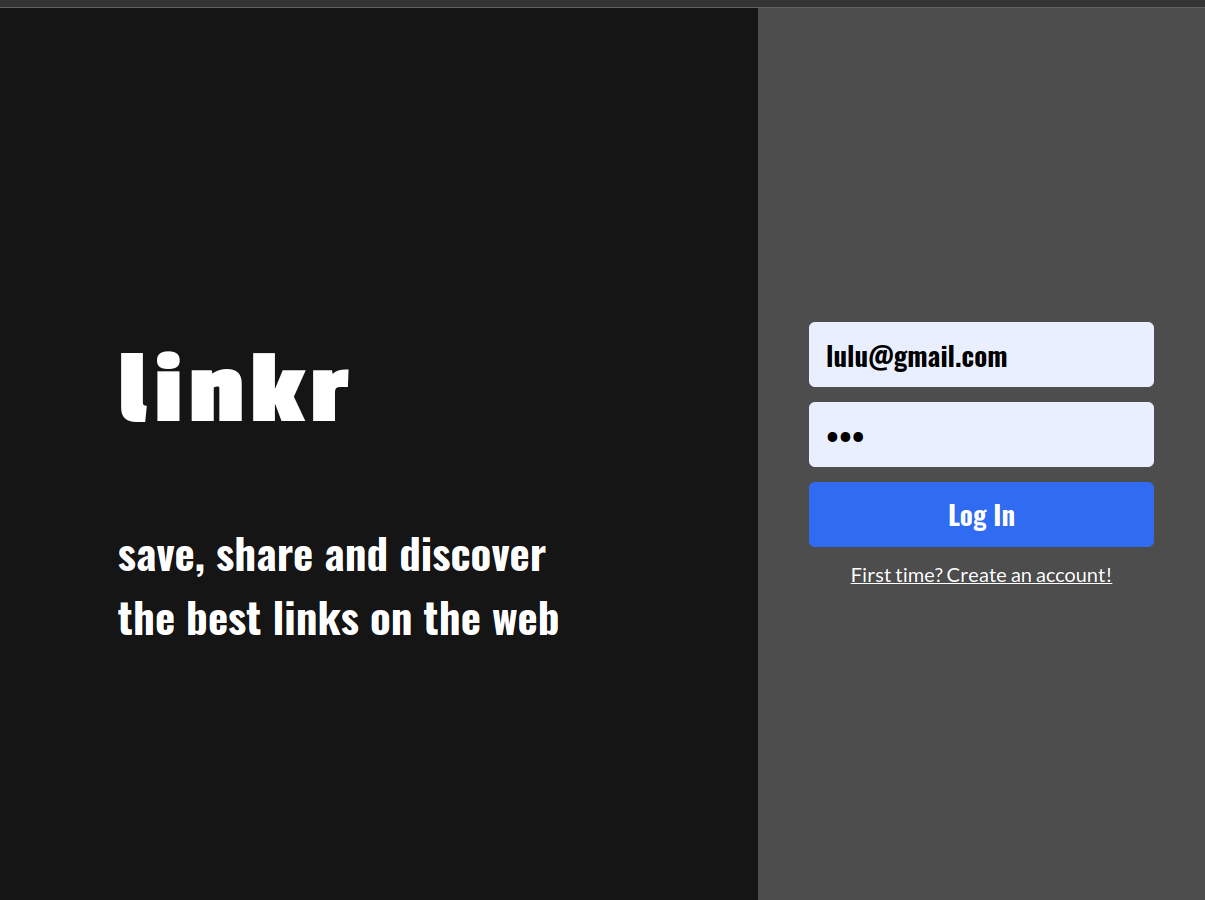 linkr
save, share and discover
the best links on the web
lulu@gmail.com
•••
Log In
First time? Create an account!